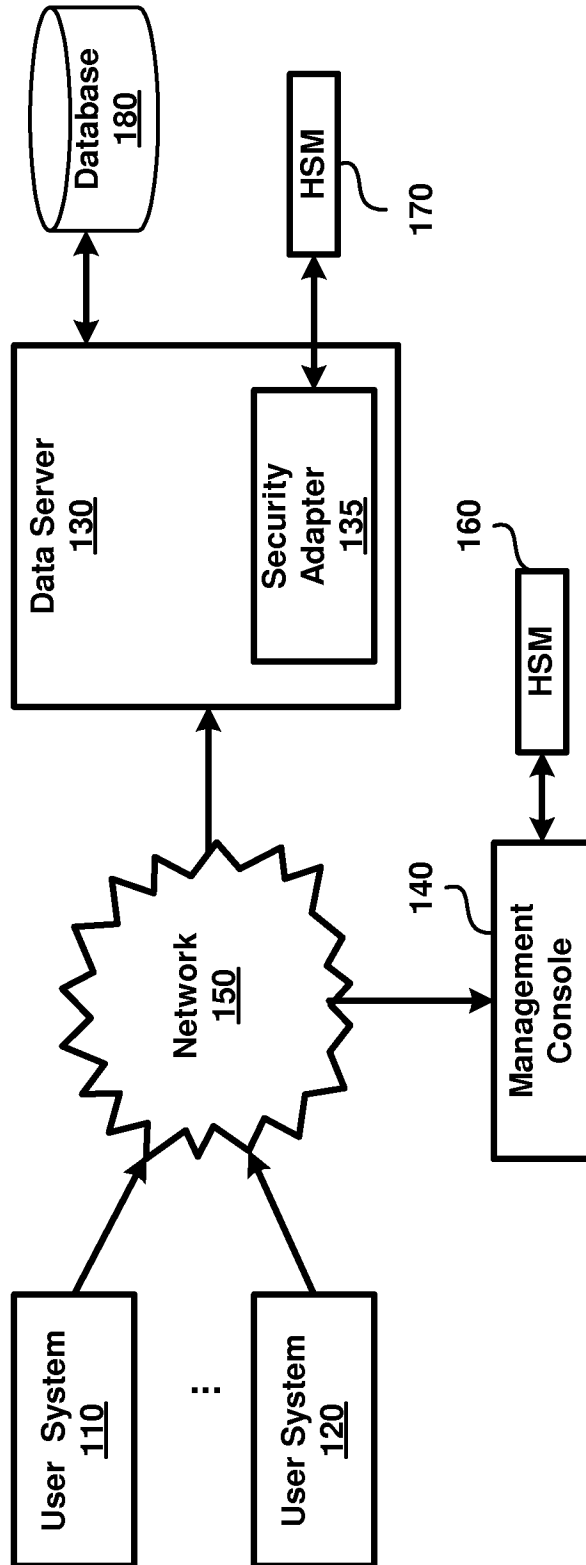 User System
110
...
User System
120
Network
150
Management
Console
140
HSM
160
Data Server
130
Security
Adapter
135
HSM
170
Database
180